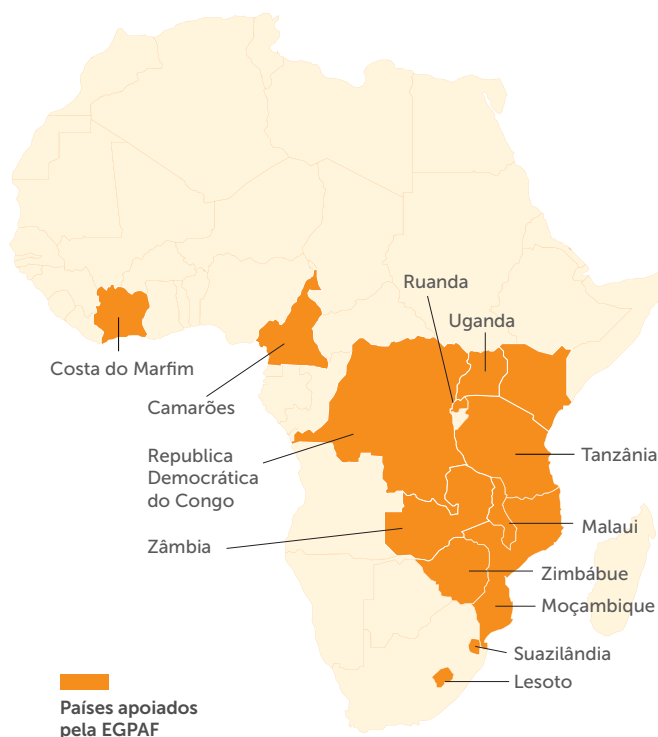 Ruanda
Uganda
Costa do Marfim
Camarões
Republica
Democrática
do Congo
Tanzânia
Malaui
Zâmbia
Zimbábue
Moçambique
Suazilândia
Lesoto
Países apoiados
pela EGPAF